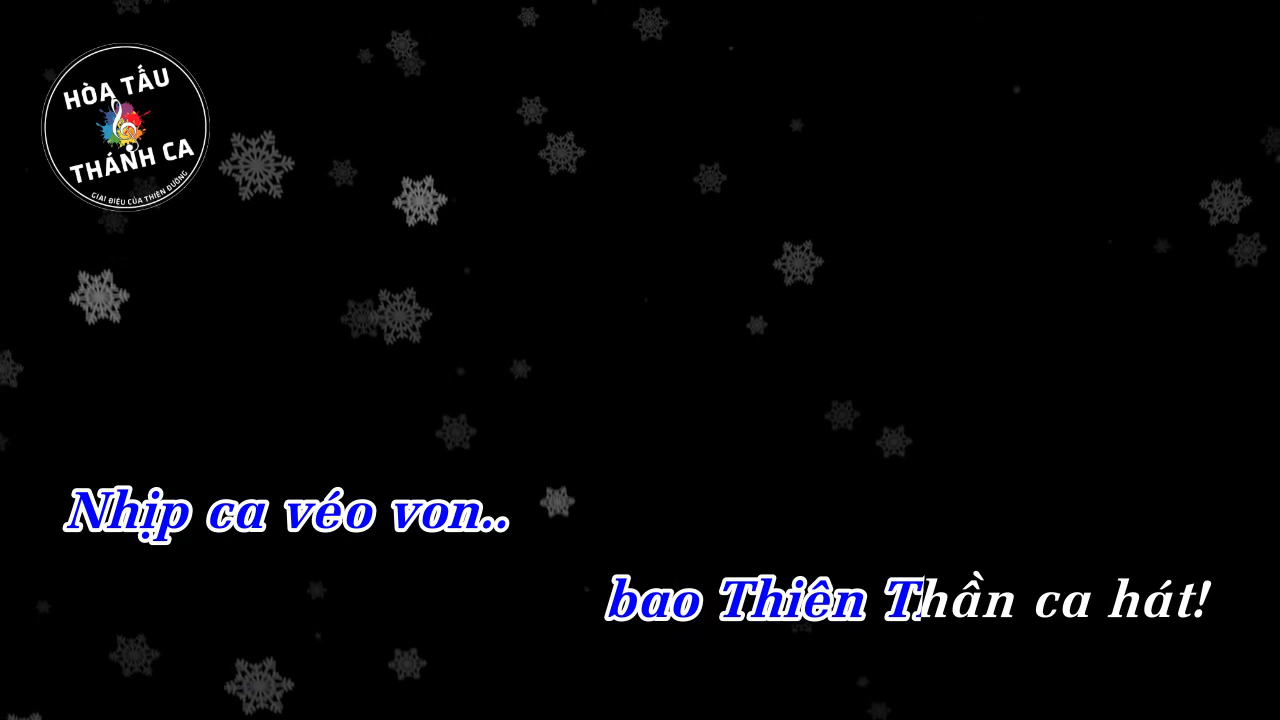 HÒA TẤU
THÁNH CA
GIAI ĐIỆU CỦA THIÊN ĐƯỜNG
Nhịp ca véo von..
bao Thiên Thần ca hát!